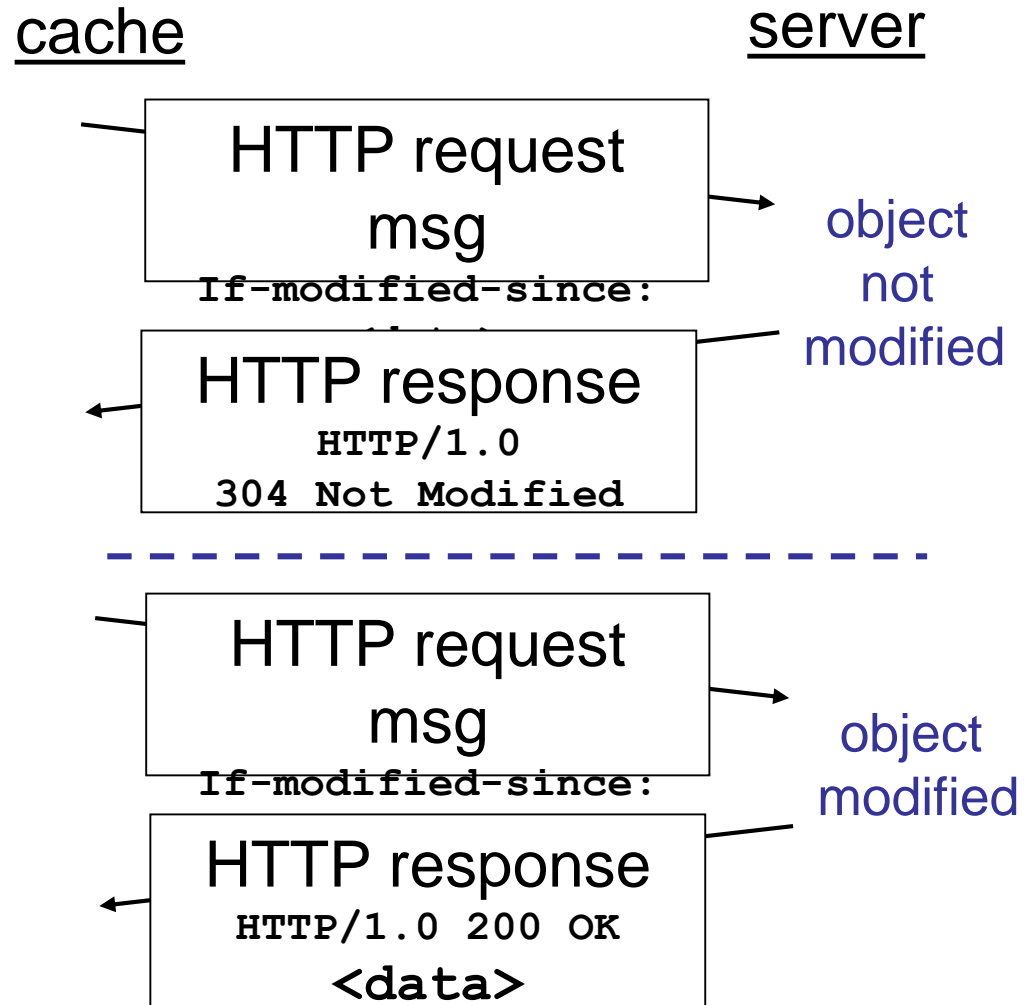 cache
server
HTTP request
msg
If-modified-since:
object
not
modified
HTTP response
HTTP/1.0
304 Not Modified
HTTP request
msg
If-modified-since:
object
modified
HTTP response
HTTP/1.0 200 OK
<data>